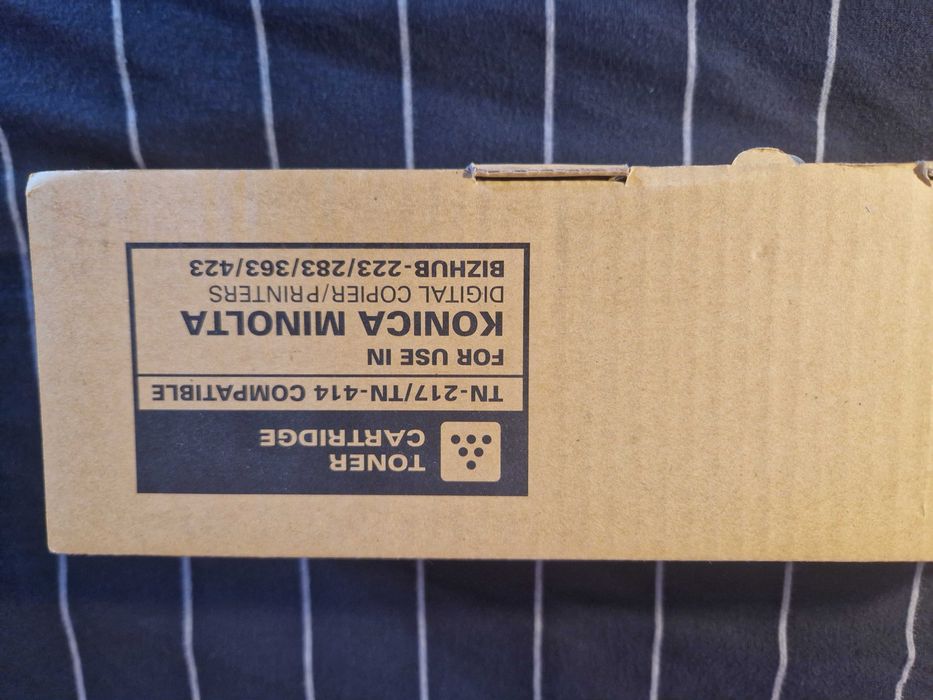 TONER
CARTRIDGE
TN-217/TN-414 COMPATIBLE
FOR USE IN
KONICA MINOLTA
DIGITAL COPIER/PRINTERS
BIZHUB-223/283/363/423